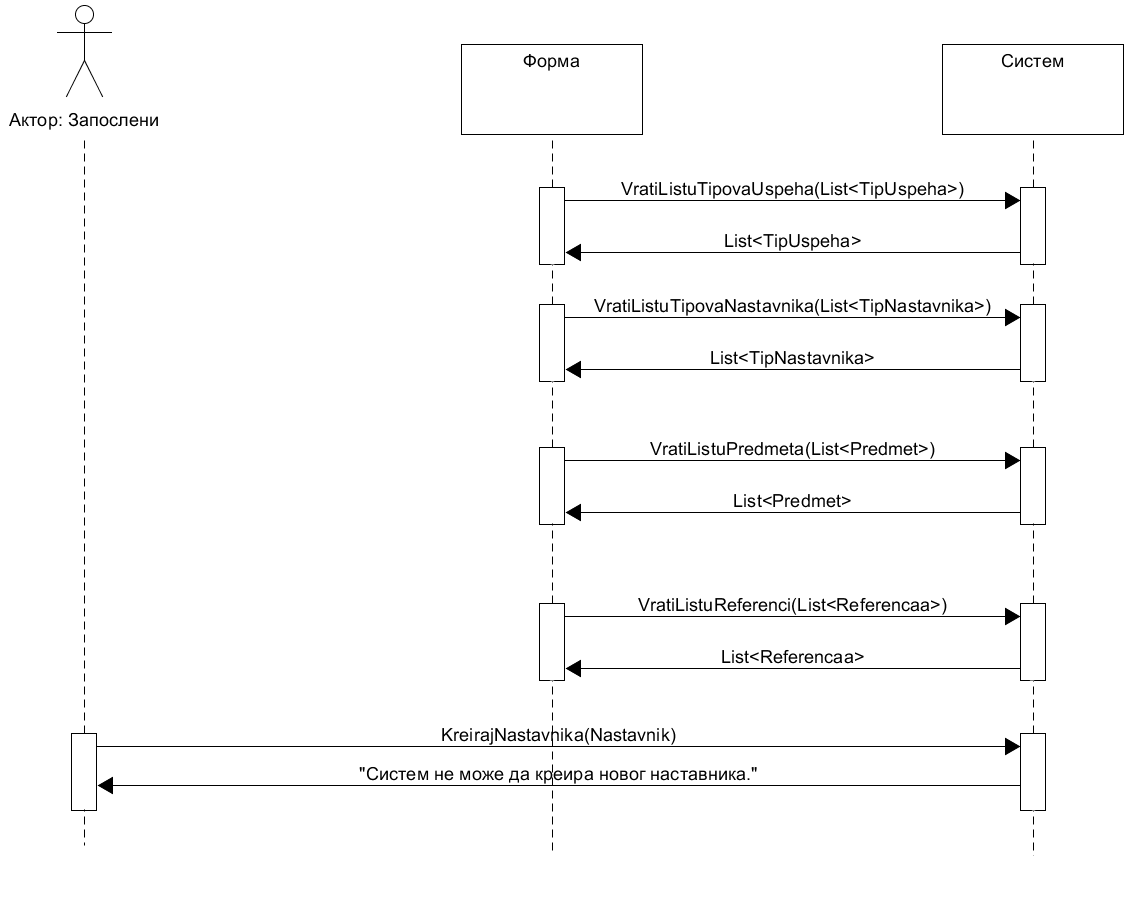 Актор: Запослени
Форма
Систем
VratiListuTipovaUspeha(List<TipUspeha>)
List<TipUspeha>
VratiListuTipovaNastavnika(List<TipNastavnika>)
List<TipNastavnika>
VratiListuPredmeta(List<Predmet>)
List<Predmet>
VratiListuReferenci(List<Referencaa>)
List<Referencaa>
KreirajNastavnika(Nastavnik)
"Систем не може да креира новог наставника."